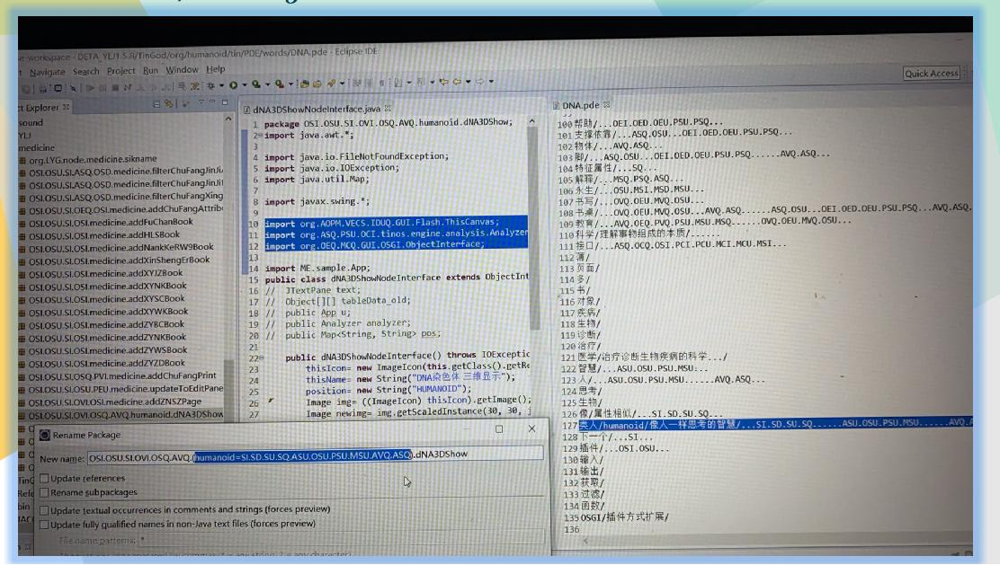 se-workspace - DETA_YLJ1.5.8/TinGod/org/humanoid/tin/PDE/words/DNA.pde - Eclipse IDE
t Navigate Search Project Run Window Help
Quick Access
ct Explorer
sound
YLJ
medicine
org.LYG.node.medicine.sikname
OSI.OSU.SI.ASQ.OSD.medicine.filterChuFangJinJi
OSI.OSU.SI.ASQ.OSD.medicine.filterChuFangJinJi
OSI.OSU.SI.ASQ.OSD.medicine.filterChuFangXing
OSI.OSU.SI.OEQ.OSI.medicine.addChuFangAttrib
OSI.OSU.SI.OSI.medicine.addFuChanBook
OSI.OSU.SI.OSI.medicine.addHLSBook
OSI.OSU.SI.OSI.medicine.addNankKeRW9Book
OSI.OSU.SI.OSI.medicine.addXinShengErBook
OSI.OSU.SI.OSI.medicine.addXYJZBook
OSI.OSU.SI.OSI.medicine.addXYNKBook
OSI.OSU.SI.OSI.medicine.addXYSCBook
OSI.OSU.SI.OSI.medicine.addXYWKBook
OSI.OSU.SI.OSI.medicine.addZYBCBook
OSI.OSU.SI.OSI.medicine.addZYNKBook
OSI.OSU.SI.OSI.medicine.addZYWSBook
OSI.OSU.SI.OSI.medicine.addZYZDBook
OSI.OSU.SI.OSQ.PVI.medicine.addChuFangPrint
OSI.OSU.SI.OSU.PEU.medicine.updateToEditPane
OSI.OSU.SI.OVI.OSI.medicine.addZNSZPage
OSI.OSU.SI.OVI.OSQ.AVQ.humanoid.dNA3DShow
dNA3DShowNodeInterface.java
1 package OSI.OSU.SI.OVI.OSQ.AVQ.humanoid.dNA3DShow;
2 import java.awt.*;
3
4 import java.io.FileNotFoundException;
5 import java.io.IOException;
6 import java.util.Map;
7
8 import javax.swing.*;
9
10 import org.AOPM.VECS.IDUQ.GUI.Flash.ThisCanvas;
11 import org.ASQ.PSU.OCI.tinos.engine.analysis.Analyzer
12 import org.OEQ.MCQ.GUI.OSGI.ObjectInterface;
13
14 import ME.sample.App;
15 public class dNA3DShowNodeInterface extends ObjectInt
16 // JTextPane text;
17 // Object[][] tableData_old;
18 // public App u;
19 // public Analyzer analyzer;
20 // public Map<String, String> pos;
21
22 public dNA3DShowNodeInterface() throws IOExceptic
23 thisIcon= new ImageIcon(this.getClass().getRe
24 thisName= new String("DNA染色体 三维显示");
25 position= new String("HUMANOID");
26 Image img= ((ImageIcon) thisIcon).getImage();
27 Image newimg= img.getScaledInstance(30, 30, j
DNA.pde
100 帮助/...OEI.OED.OEU.PSU.PSQ...
101 支撑依靠/...ASQ.OSU...OEI.OED.OEU.PSU.PSQ...
102 物体/...AVQ.ASQ...
103 脚/...ASQ.OSU...OEI.OED.OEU.PSU.PSQ......AVQ.ASQ...
104 特征属性/...SQ...
105 解释/...MSQ.PSQ.ASQ...
106 永生/...OSU.MSI.MSD.MSU...
107 书写/...OVQ.OEU.MVQ.OSU...
108 书桌/...OVQ.OEU.MVQ.OSU...AVQ.ASQ......ASQ.OSU...OEI.OED.OEU.PSU.PSQ...AVQ.ASQ.
109 教育/...AVQ.OEQ.PVQ.PSU.MSU.MSQ......OVQ.OEU.MVQ.OSU...
110 科学/理解事物组成的本质/......
111 接口/...ASQ.OCQ.OSI.PCI.PCU.MCI.MCU.MSI...
112 薄/
113 页面/
114 多/
115 书/
116 对象/
117 疾病/
118 生物/
119 诊断/
120 治疗/
121 医学/治疗诊断生物疾病的科学.../
122 智慧/...ASU.OSU.PSU.MSU...
123 人/...ASU.OSU.PSU.MSU......AVQ.ASQ...
124 思考/
125 生物/
126 像/属性相似/...SI.SD.SU.SQ...
127 类人/humanoid/像人一样思考的智慧/...SI.SD.SU.SQ......ASU.OSU.PSU.MSU......AVQ.A
128 下一个/...SI...
129 插件/...OSI.OSU...
130 输入/
131 输出/
132 获取/
133 过滤/
134 函数/
135 OSGI/插件方式扩展/
136
Rename Package
New name: OSI.OSU.SI.OVI.OSQ.AVQ.(humanoid=SI.SD.SU.SQ.ASU.OSU.PSU.MSU.AVQ.ASQ).dNA3DShow
Update references
Rename subpackages
Update textual occurrences in comments and strings (forces preview)
Update fully qualified names in non-Java text files (forces preview)
File name patterns: *